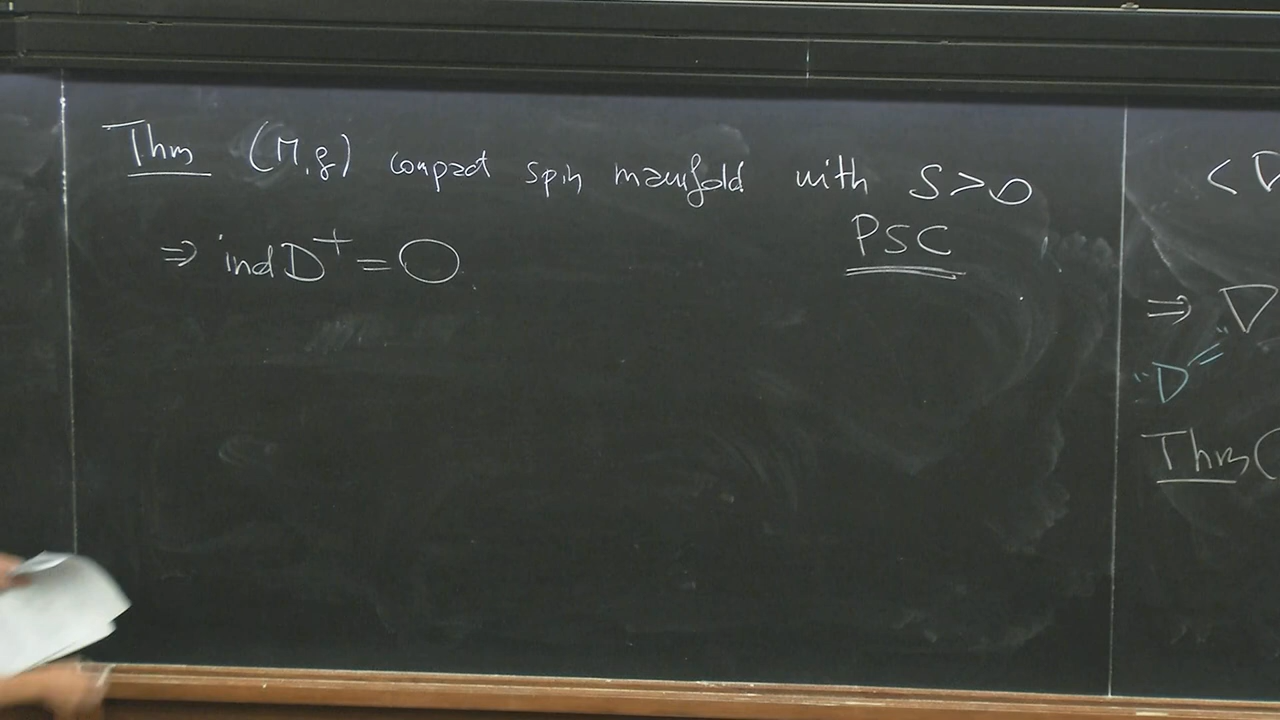 Thm (M,g) compact spin manifold with S>0
PSC
⇒ ind D⁺ = 0
< D
⇒ ∇
"D"=
Thm (